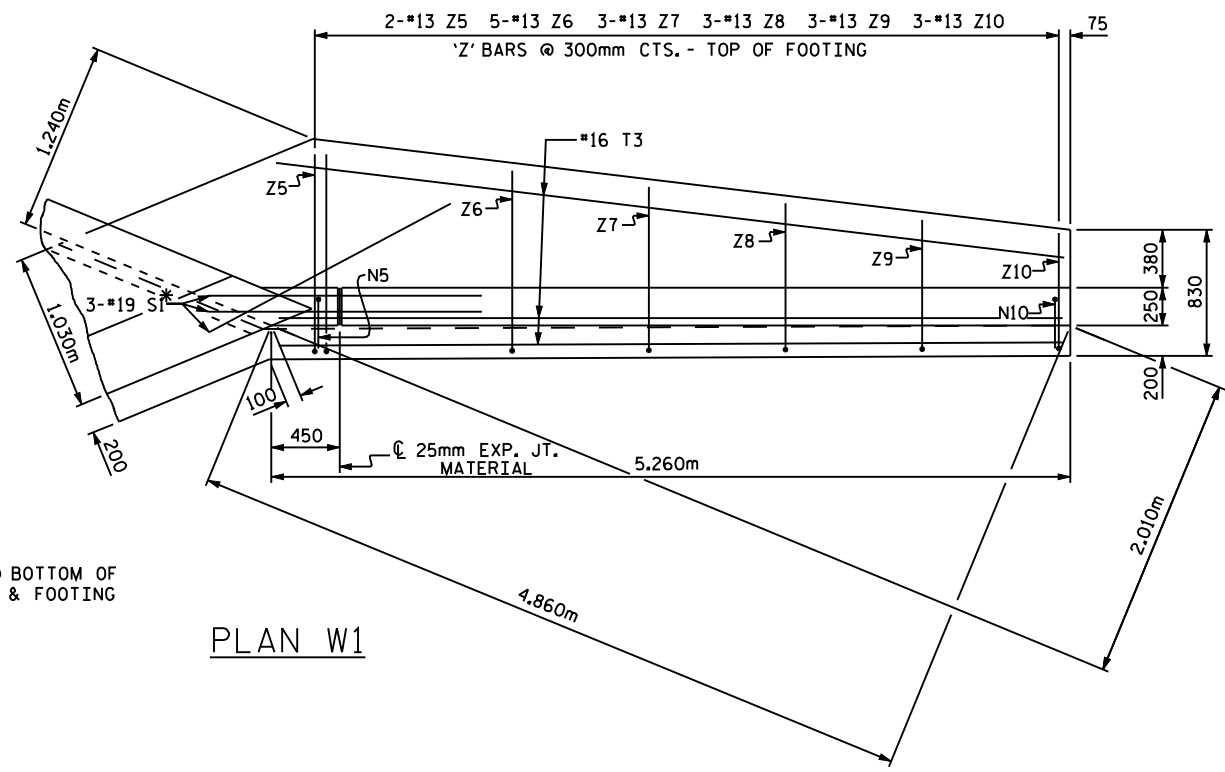 2-#13 Z5 5-#13 Z6 3-#13 Z7 3-#13 Z8 3-#13 Z9 3-#13 Z10
75
'Z' BARS @ 300mm CTS. - TOP OF FOOTING
1.240m
#16 T3
Z5
Z6
Z7
Z8
Z9
Z10
380
830
N5
3-#19 S1
*
N10
250
1.030m
200
100
200
450
℄ 25mm EXP. JT.
MATERIAL
5.260m
2.010m
BOTTOM OF
& FOOTING
4.860m
PLAN W1